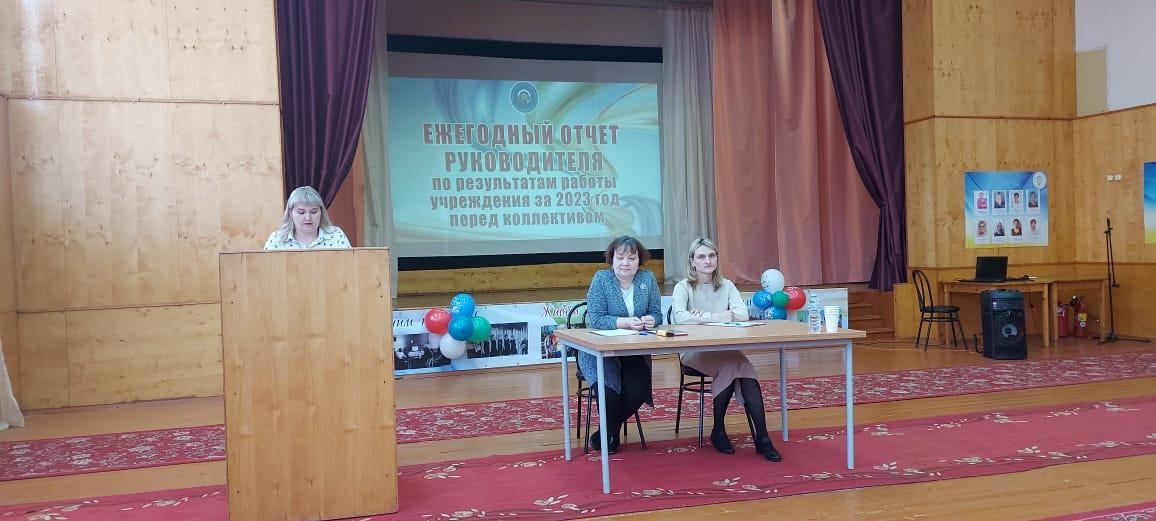 ЕЖЕГОДНЫЙ ОТЧЕТ
РУКОВОДИТЕЛЯ
по результатам работы
учреждения за 2023 год
перед коллективом